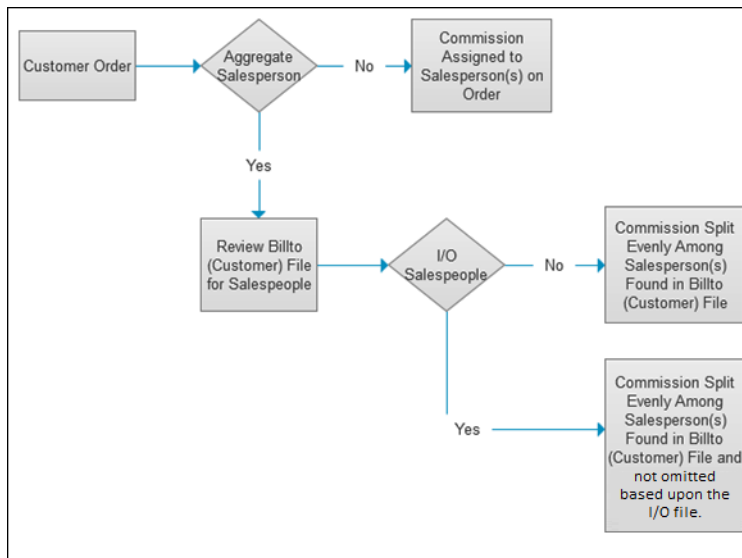 Customer Order
Aggregate
Salesperson
No
Commission
Assigned to
Salesperson(s) on
Order
Yes
Review Billto
(Customer) File
for Salespeople
I/O
Salespeople
No
Commission Split
Evenly Among
Salesperson(s)
Found in Billto
(Customer) File
Yes
Commission Split
Evenly Among
Salesperson(s)
Found in Billto
(Customer) File and
not omitted
based upon the
I/O file.